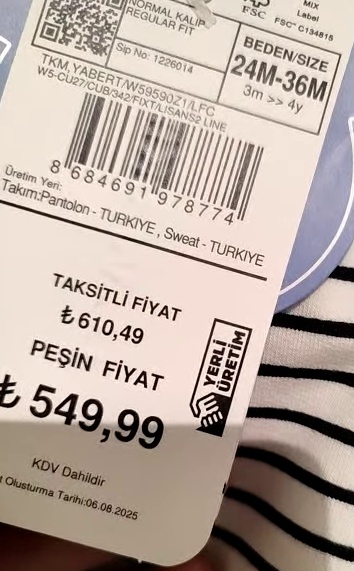 NORMAL KALIP
REGULAR FIT
FSC
MIX
Label
FSC® C134815
Sip No: 1226014
BEDEN/SIZE
24M-36M
3m >> 4y
TKM,YABERT/W59590Z1/LFC
W5-CU27/CUB/342/FIXT/LISANS2 LINE
8 684691 978774
Üretim Yeri:
Takım:Pantolon - TURKIYE , Sweat - TURKIYE
TAKSİTLİ FİYAT
₺ 610,49
PEŞİN FİYAT
₺ 549,99
YERLİ
ÜRETİM
KDV Dahildir
Olusturma Tarihi:06.08.2025